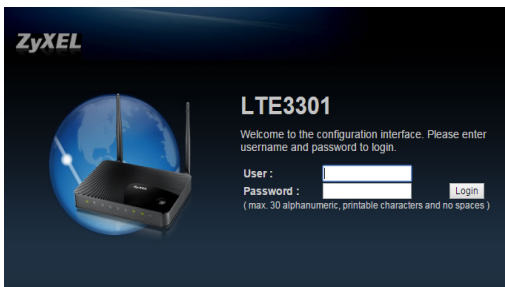 ZyXEL
LTE3301
Welcome to the configuration interface. Please enter
username and password to login.
User :
Password :
Login
( max. 30 alphanumeric, printable characters and no spaces )
ZyXEL